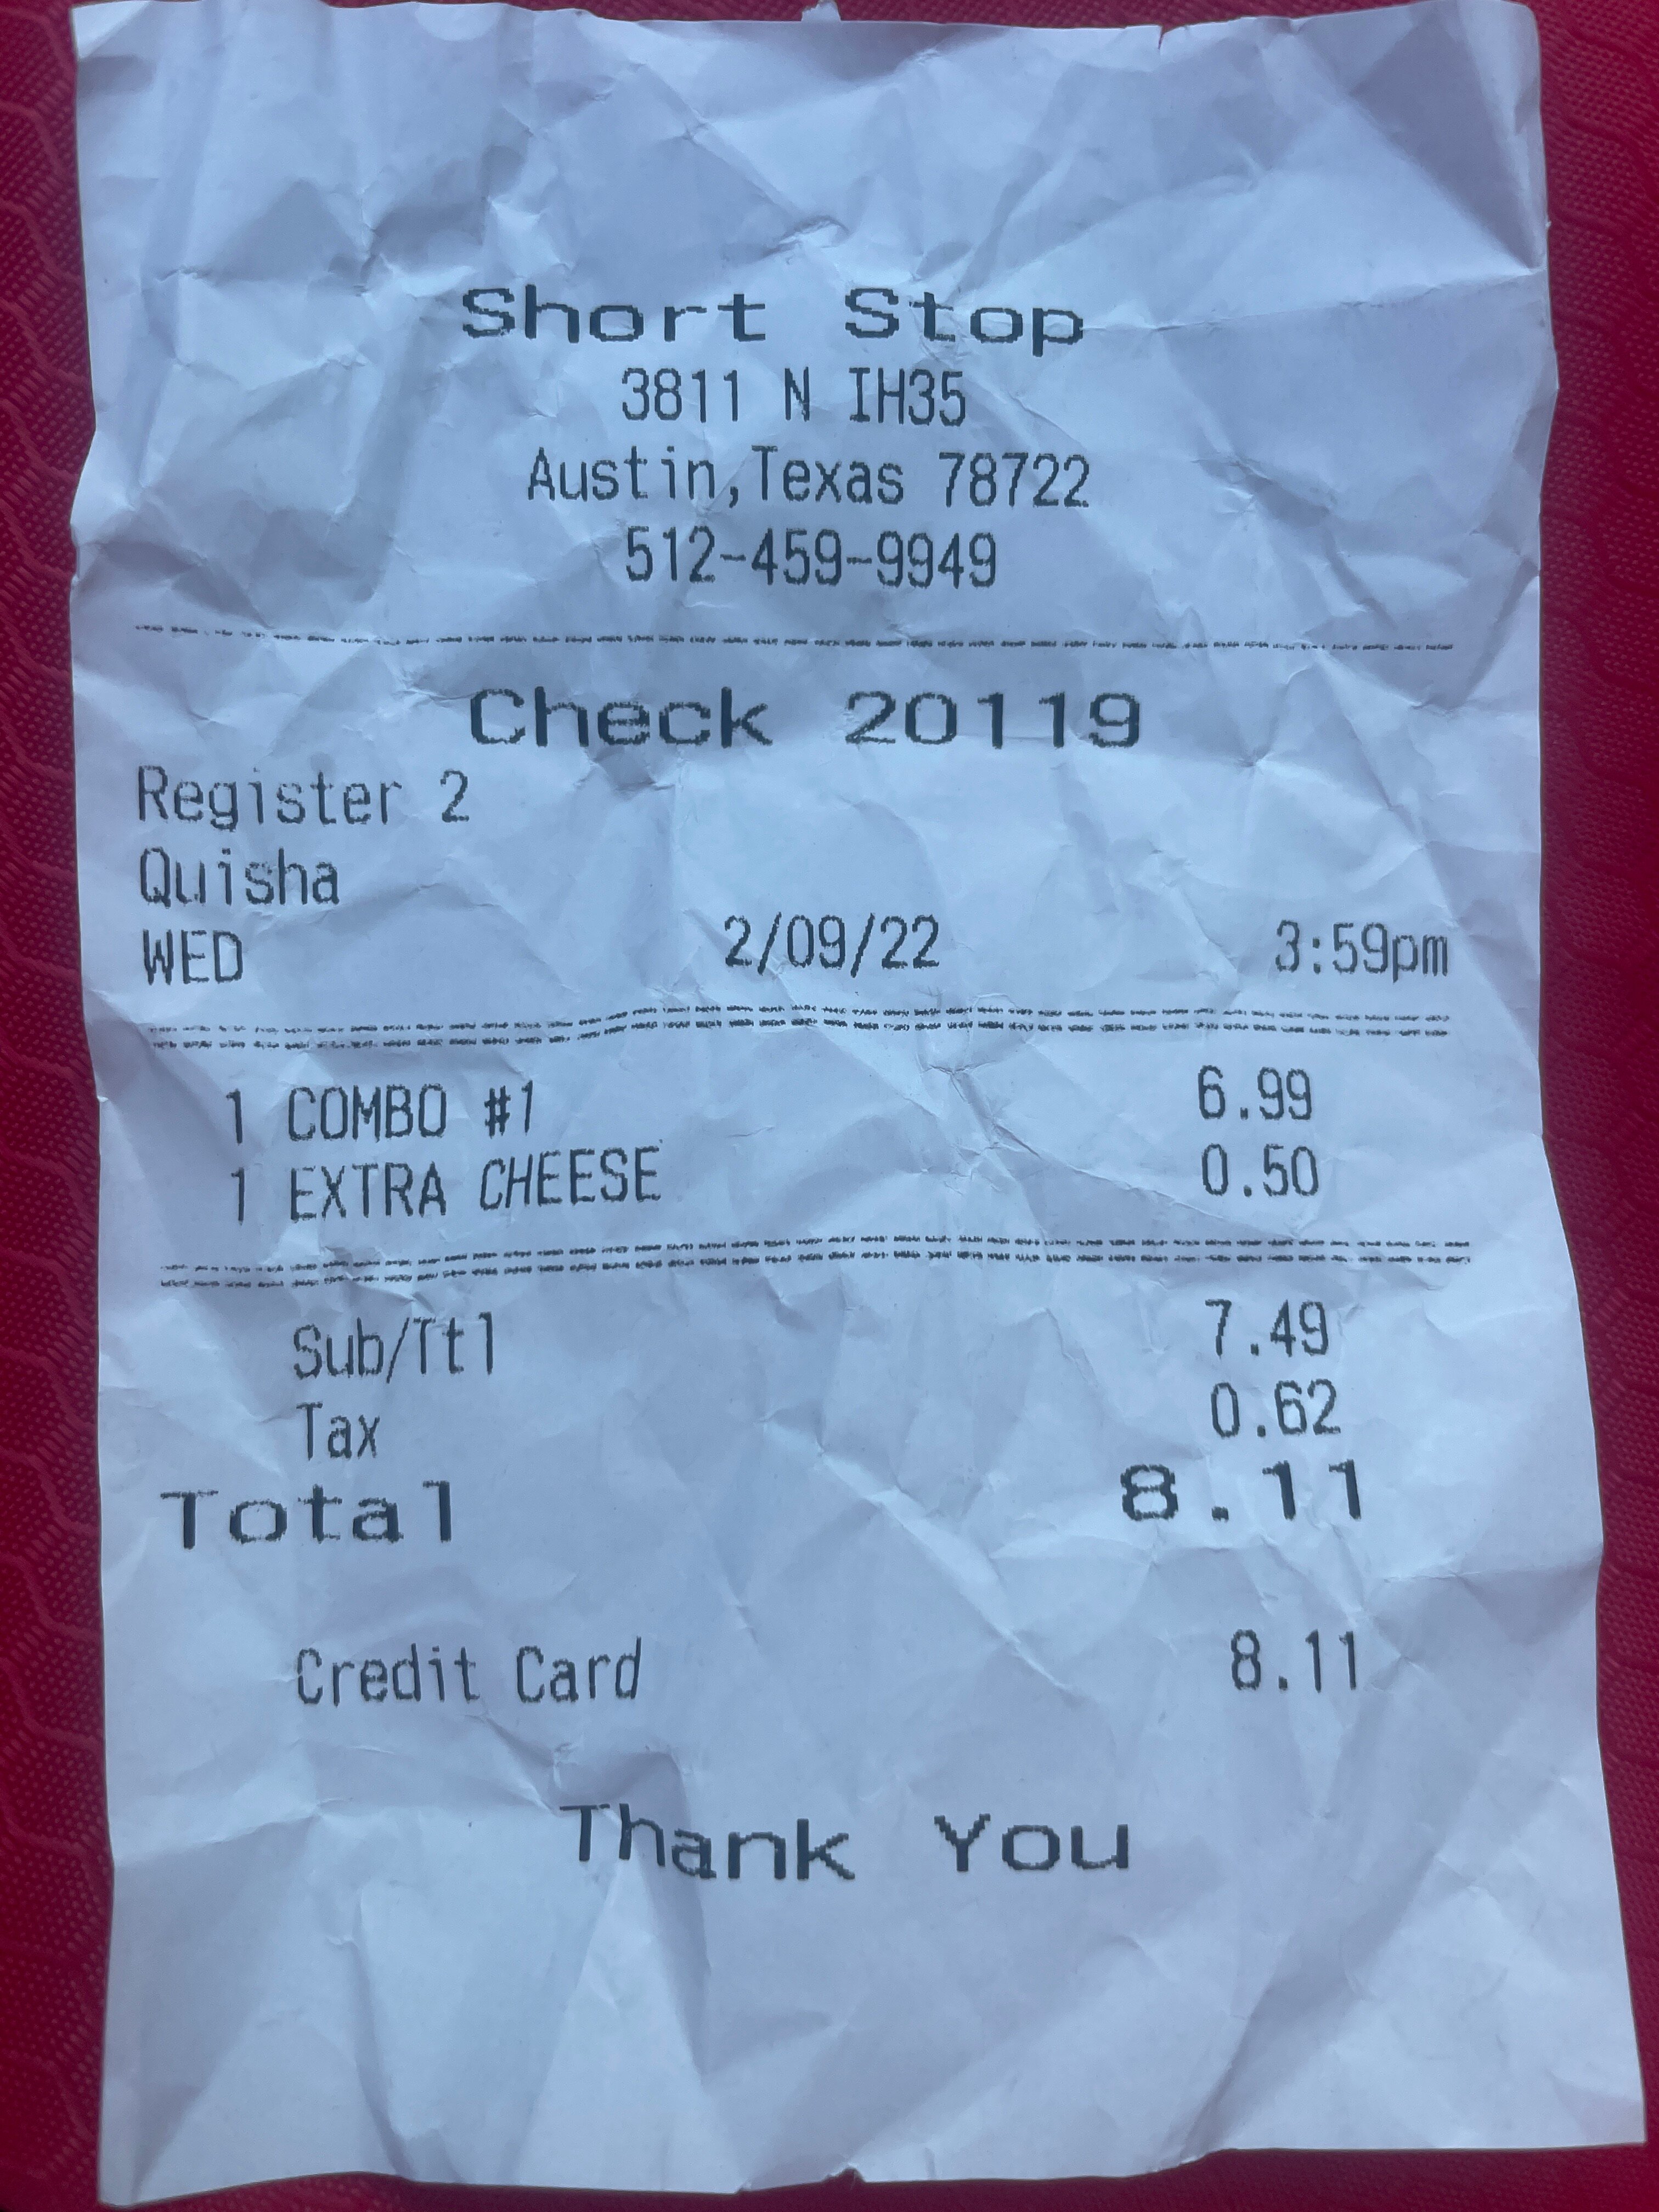 Short Stop
3811 N IH35
Austin,Texas 78722
512-459-9949
Check 20119
Register 2
Quisha
WED 2/09/22 3:59pm
1 COMBO #1 6.99
1 EXTRA CHEESE 0.50
Sub/Ttl 7.49
Tax 0.62
Total 8.11
Credit Card 8.11
Thank You